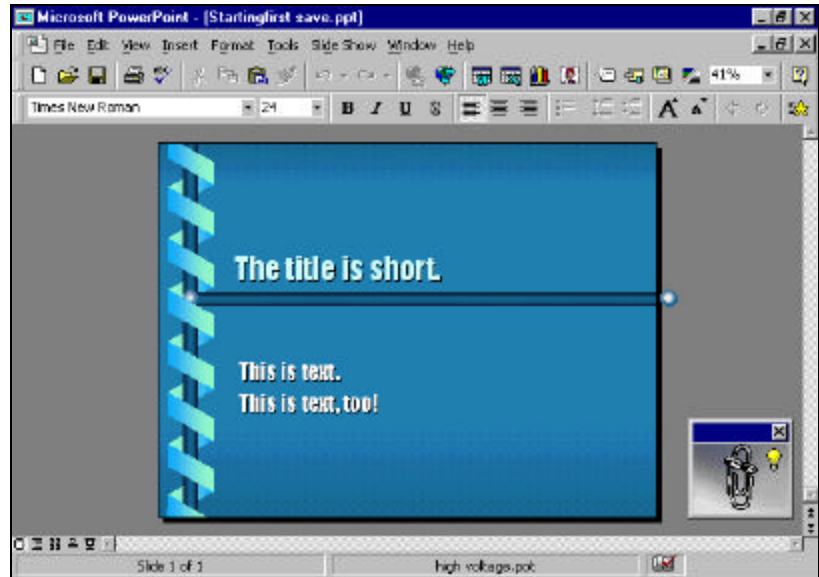 Microsoft PowerPoint - [Startingfirst save.ppt]
File Edit View Insert Format Tools Slide Show Window Help
41%
Times New Roman 24 B I U S A A
The title is short.
This is text.
This is text, too!
Slide 1 of 1 high voltage.pot